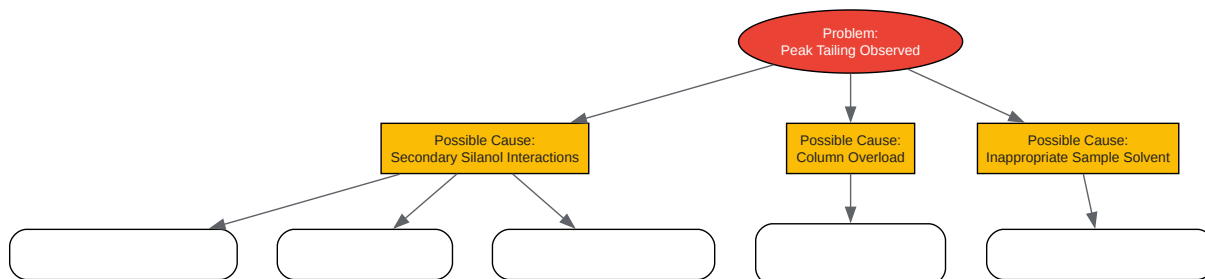 Problem:
Peak Tailing Observed
Possible Cause:
Secondary Silanol Interactions
Possible Cause:
Column Overload
Possible Cause:
Inappropriate Sample Solvent